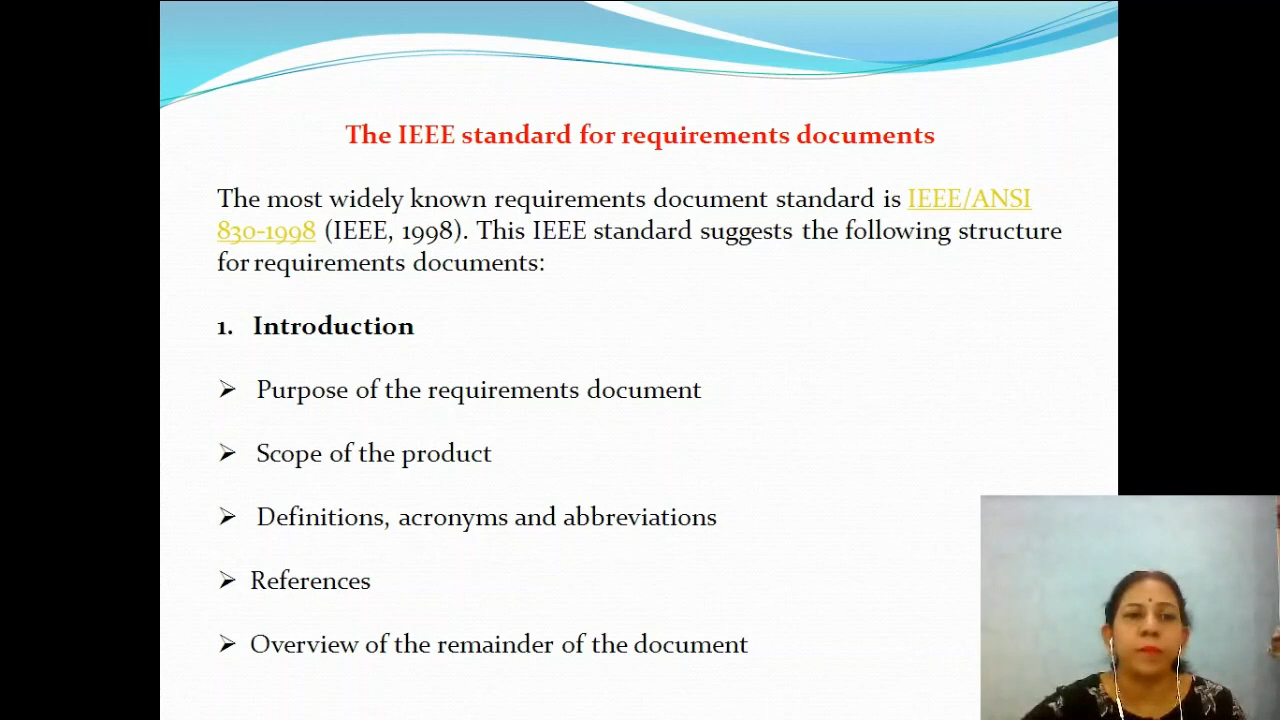 The IEEE standard for requirements documents
The most widely known requirements document standard is IEEE/ANSI
830-1998 (IEEE, 1998). This IEEE standard suggests the following structure
for requirements documents:
1. Introduction
➢ Purpose of the requirements document
➢ Scope of the product
➢ Definitions, acronyms and abbreviations
➢ References
➢ Overview of the remainder of the document